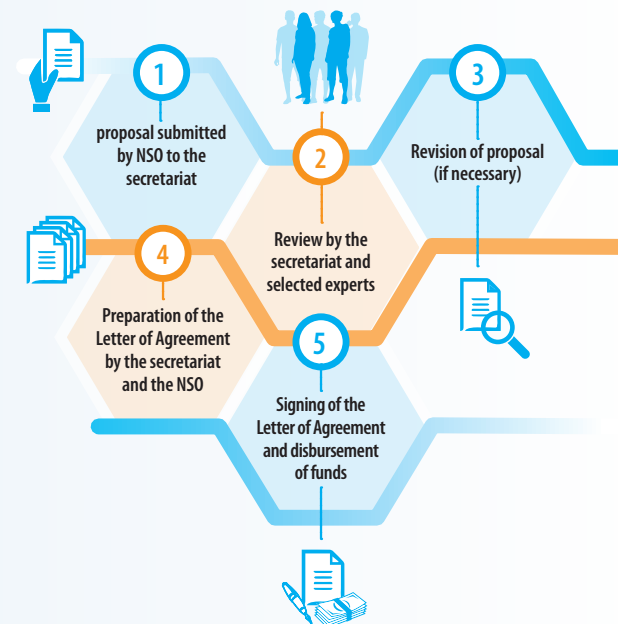 1
proposal submitted
by NSO to the
secretariat
2
Review by the
secretariat and
selected experts
3
Revision of proposal
(if necessary)
4
Preparation of the
Letter of Agreement
by the secretariat
and the NSO
5
Signing of the
Letter of Agreement
and disbursement
of funds